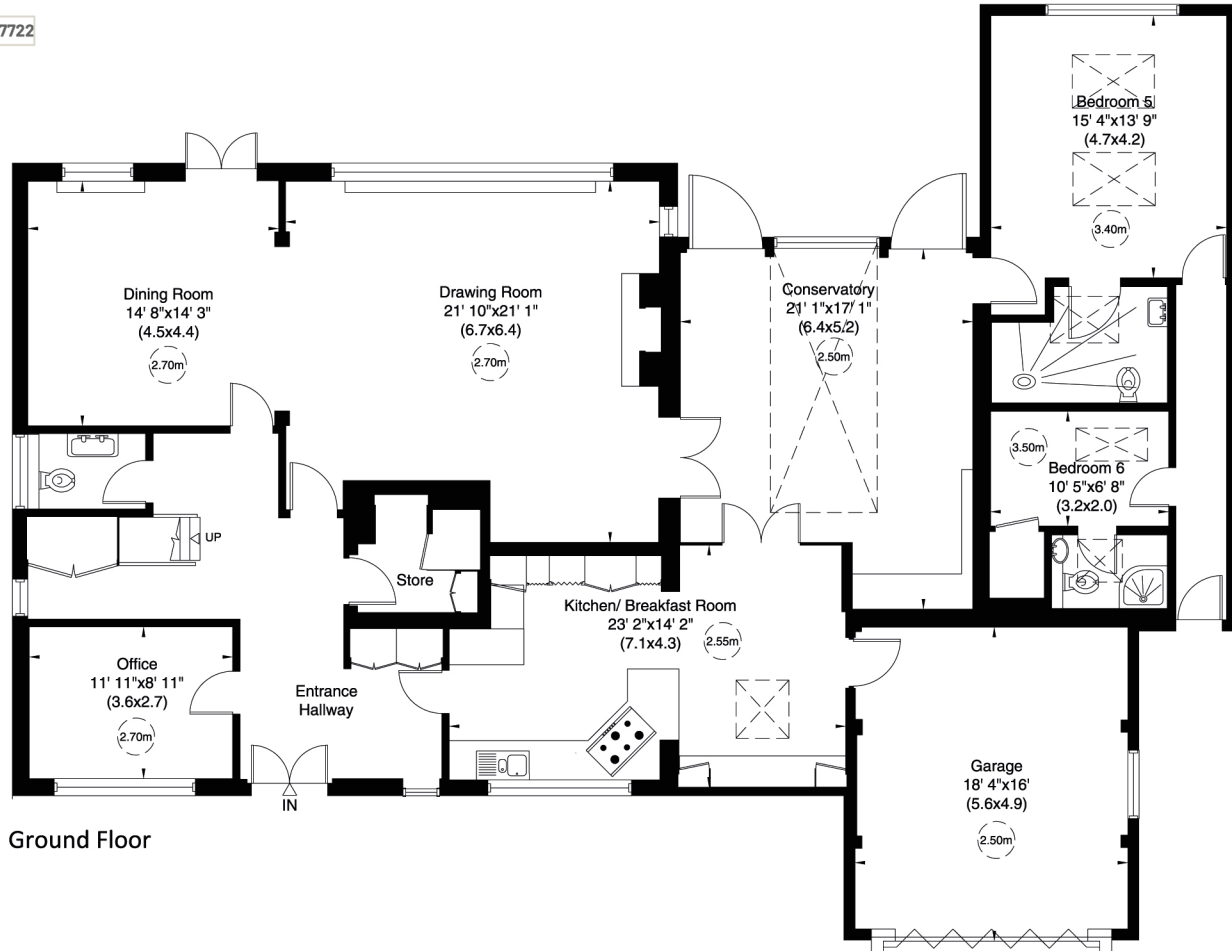 7722
Bedroom 5
15' 4"x13' 9"
(4.7x4.2)
3.40m
Dining Room
14' 8"x14' 3"
(4.5x4.4)
2.70m
Drawing Room
21' 10"x21' 1"
(6.7x6.4)
2.70m
Conservatory
21' 1"x17' 1"
(6.4x5.2)
2.50m
3.50m
Bedroom 6
10' 5"x6' 8"
(3.2x2.0)
UP
Store
Kitchen/ Breakfast Room
23' 2"x14' 2"
(7.1x4.3)
2.55m
Office
11' 11"x8' 11"
(3.6x2.7)
2.70m
Entrance
Hallway
IN
Garage
18' 4"x16'
(5.6x4.9)
2.50m
Ground Floor